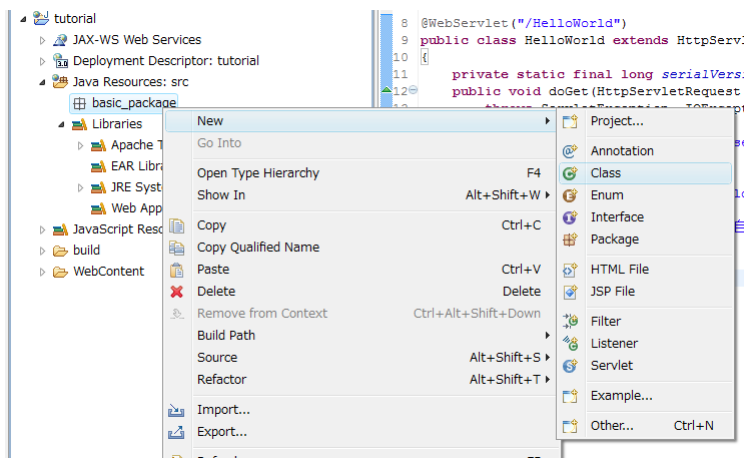 tutorial
JAX-WS Web Services
Deployment Descriptor: tutorial
Java Resources: src
basic_package
Libraries
Apache T
EAR Libra
JRE Syst
Web App
JavaScript Reso
build
WebContent
8 @WebServlet("/HelloWorld")
9 public class HelloWorld extends HttpServl
10 {
11 private static final long serialVersi
12 public void doGet(HttpServletRequest
New
Go Into
Open Type Hierarchy F4
Show In Alt+Shift+W
Copy Ctrl+C
Copy Qualified Name
Paste Ctrl+V
Delete Delete
Remove from Context Ctrl+Alt+Shift+Down
Build Path
Source Alt+Shift+S
Refactor Alt+Shift+T
Import...
Export...
Project...
Annotation
Class
Enum
Interface
Package
HTML File
JSP File
Filter
Listener
Servlet
Example...
Other... Ctrl+N